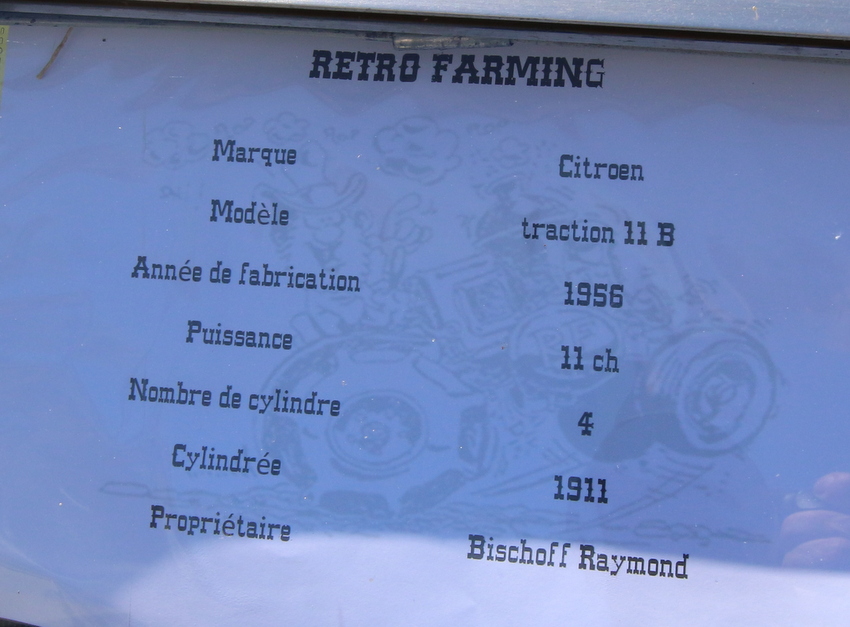 RETRO FARMING
Marque Citroen
Modèle traction 11 B
Année de fabrication 1956
Puissance 11 ch
Nombre de cylindre 4
Cylindrée 1911
Propriétaire Bischoff Raymond